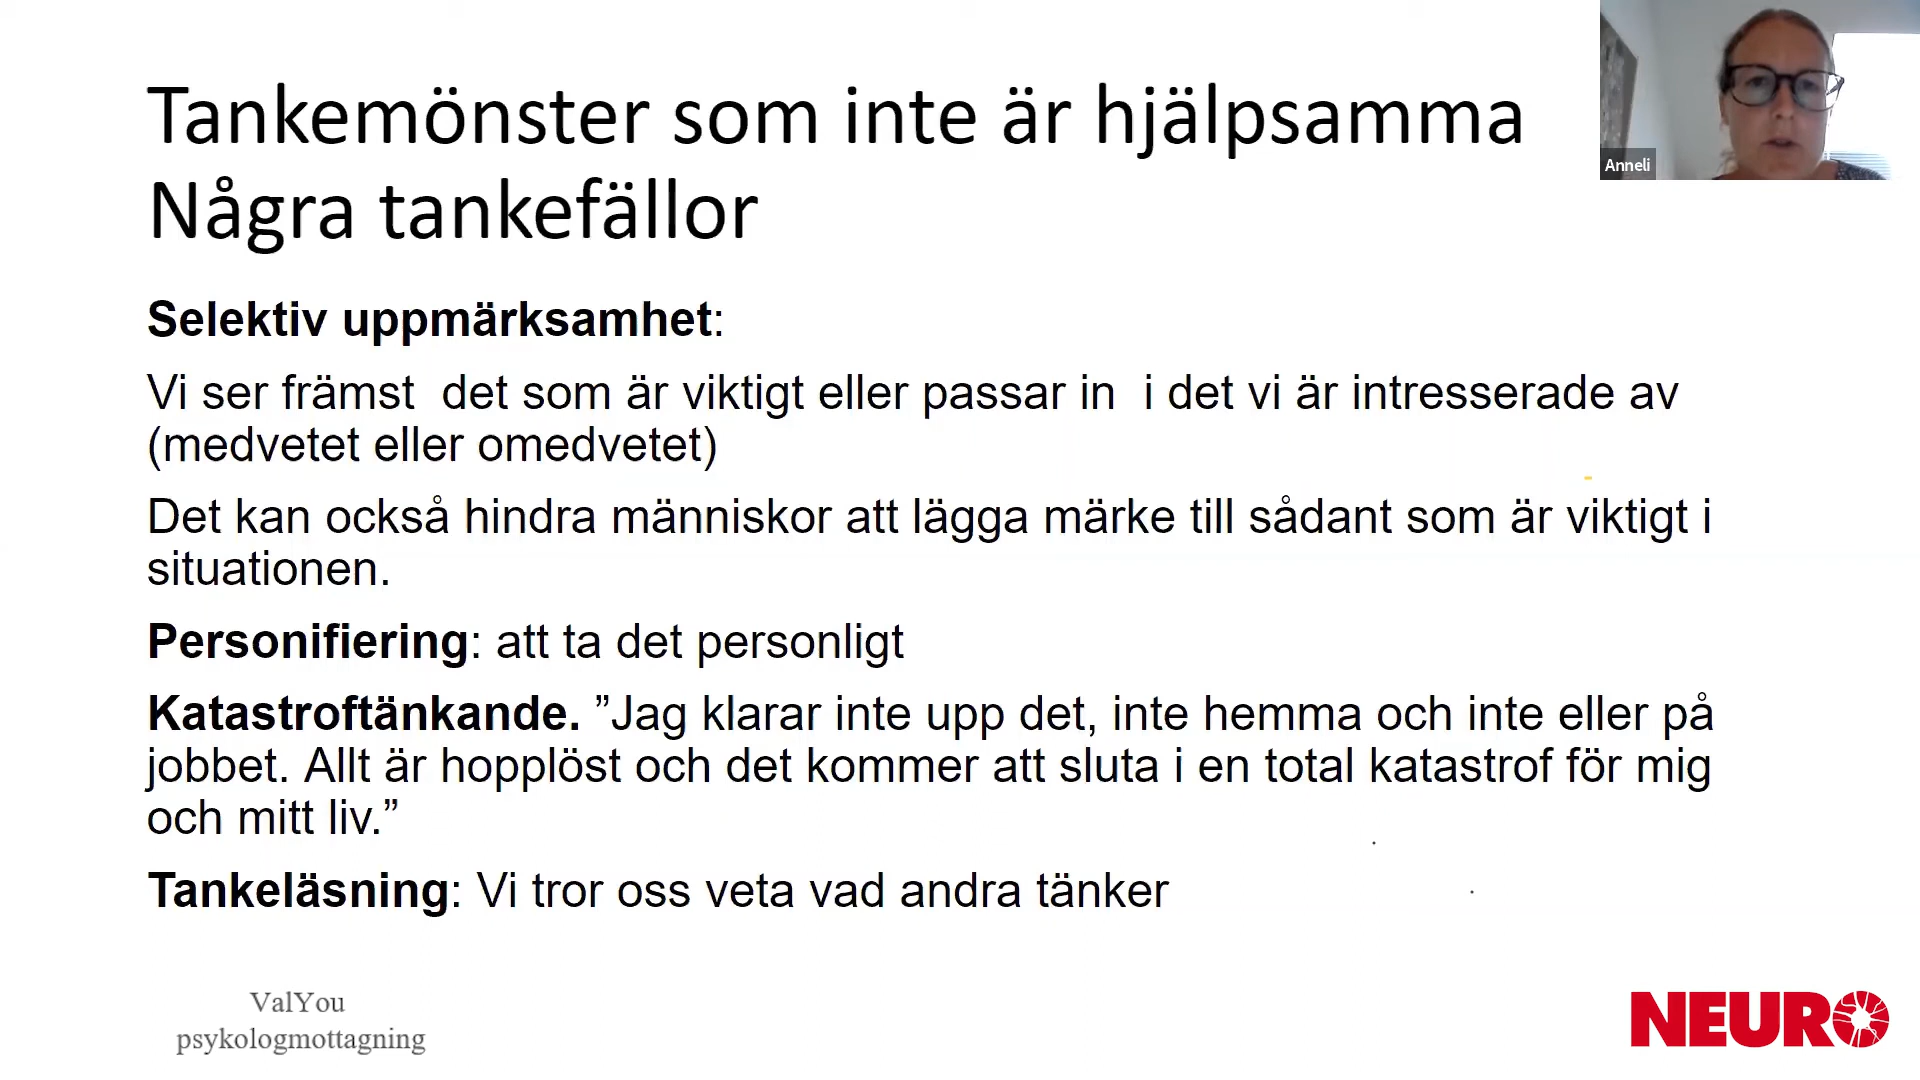 Tankemönster som inte är hjälpsamma
Några tankefällor
Anneli
Selektiv uppmärksamhet:
Vi ser främst  det som är viktigt eller passar in  i det vi är intresserade av
(medvetet eller omedvetet)
Det kan också hindra människor att lägga märke till sådant som är viktigt i
situationen.
Personifiering: att ta det personligt
Katastroftänkande. ”Jag klarar inte upp det, inte hemma och inte eller på
jobbet. Allt är hopplöst och det kommer att sluta i en total katastrof för mig
och mitt liv.”
Tankeläsning: Vi tror oss veta vad andra tänker
ValYou
psykologmottagning
NEURO